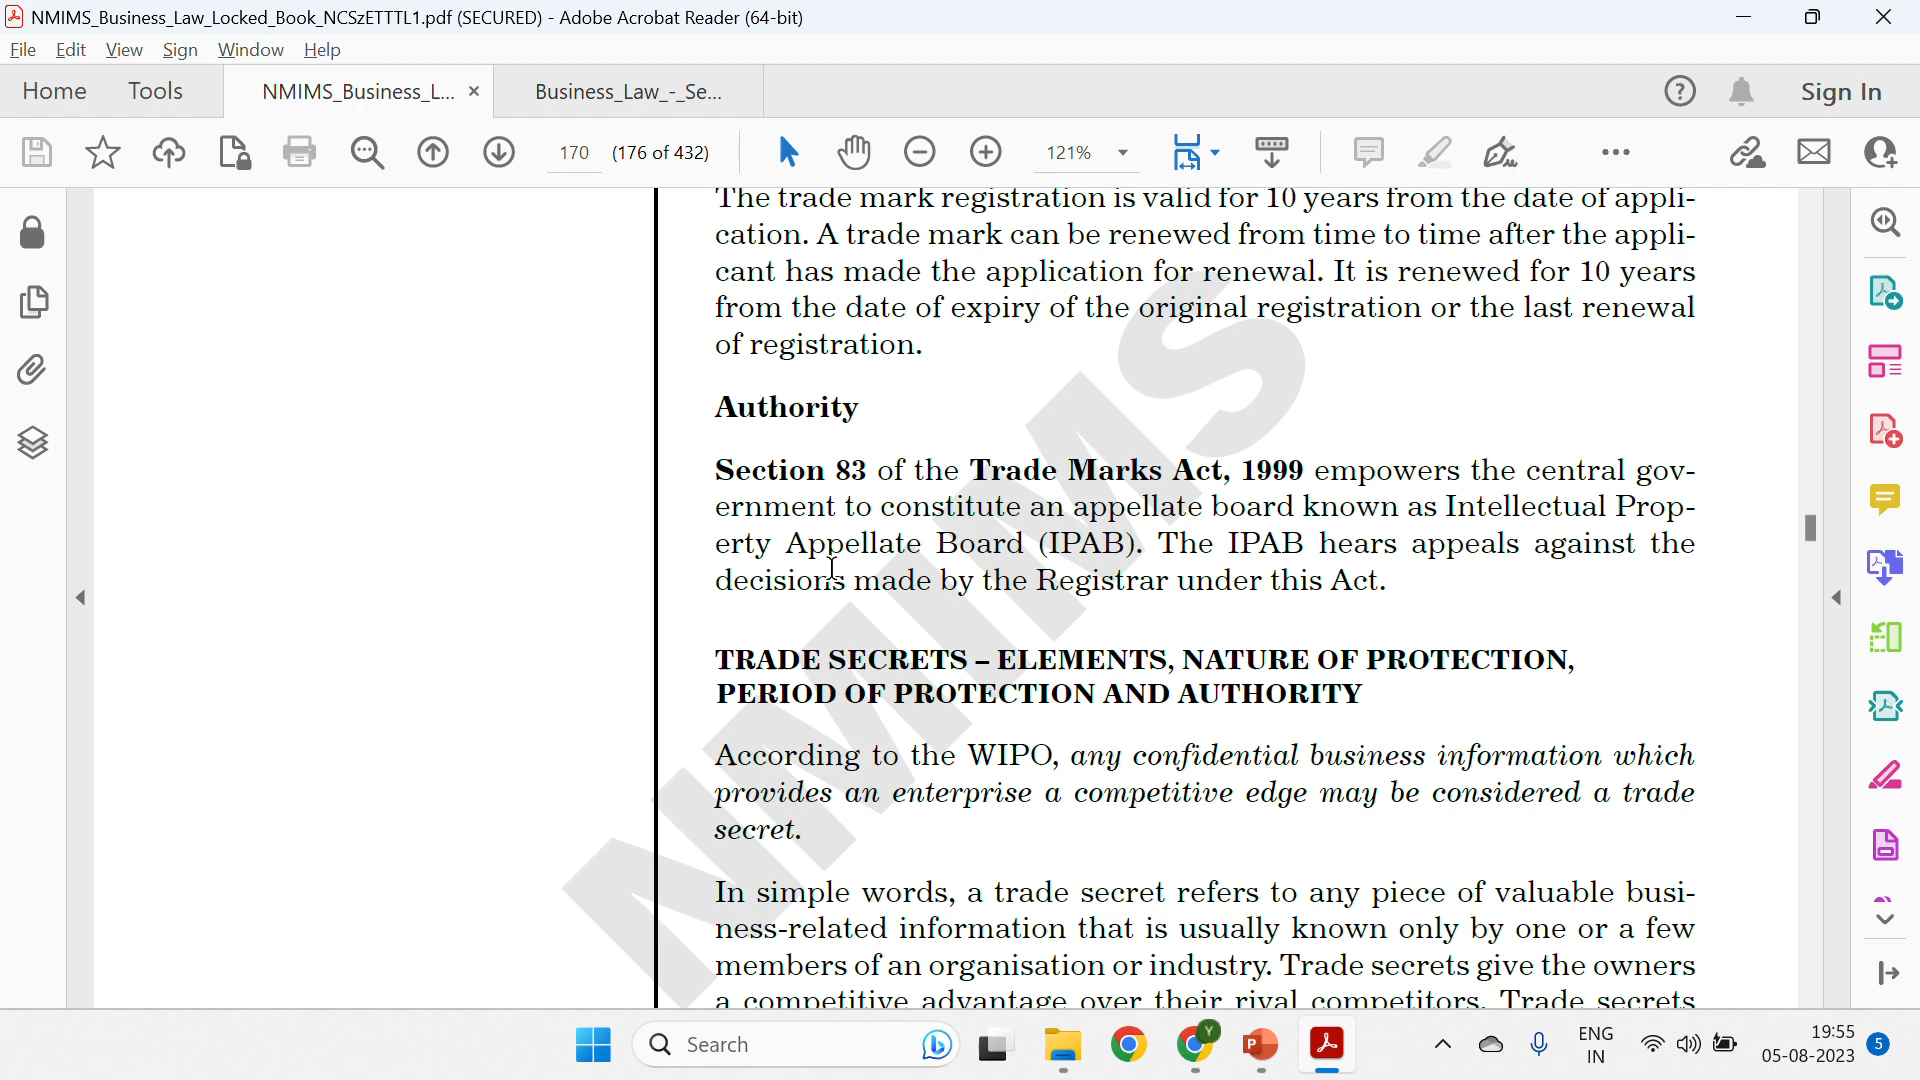 NMIMS_Business_Law_Locked_Book_NCSzETTTL1.pdf (SECURED) - Adobe Acrobat Reader (64-bit)
File Edit View Sign Window Help
Home Tools NMIMS_Business_L... × Business_Law_-_Se... Sign In
170 (176 of 432) 121%
The trade mark registration is valid for 10 years from the date of appli-
cation. A trade mark can be renewed from time to time after the appli-
cant has made the application for renewal. It is renewed for 10 years
from the date of expiry of the original registration or the last renewal
of registration.
Authority
Section 83 of the Trade Marks Act, 1999 empowers the central gov-
ernment to constitute an appellate board known as Intellectual Prop-
erty Appellate Board (IPAB). The IPAB hears appeals against the
decisions made by the Registrar under this Act.
TRADE SECRETS – ELEMENTS, NATURE OF PROTECTION,
PERIOD OF PROTECTION AND AUTHORITY
According to the WIPO, any confidential business information which
provides an enterprise a competitive edge may be considered a trade
secret.
In simple words, a trade secret refers to any piece of valuable busi-
ness-related information that is usually known only by one or a few
members of an organisation or industry. Trade secrets give the owners
a competitive advantage over their rival competitors. Trade secrets
NMIMS
Search
Y
P
ENG
IN
19:55
05-08-2023
5